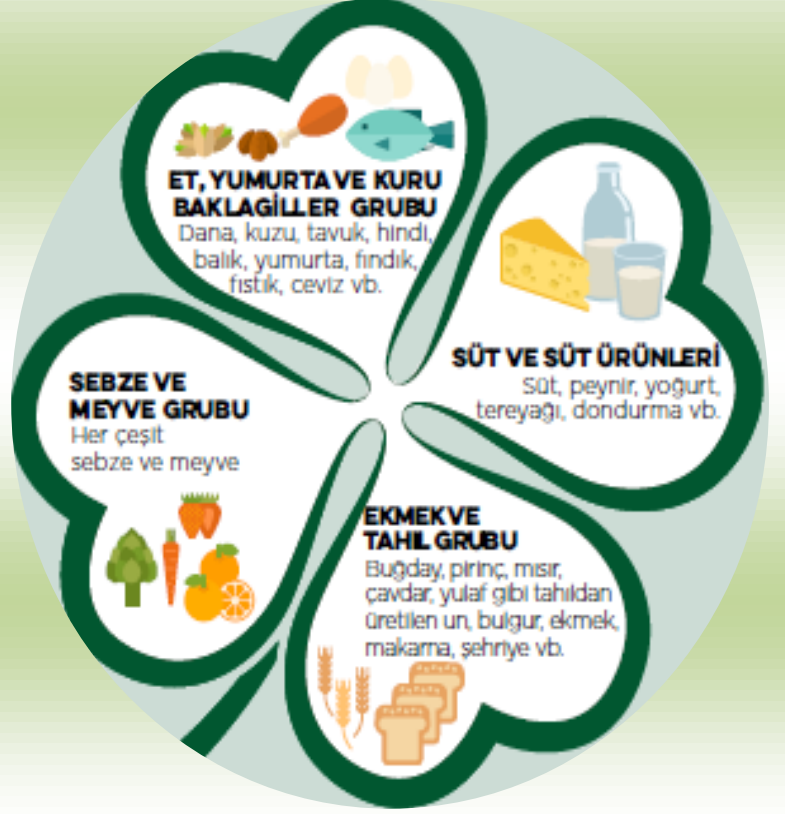 ET, YUMURTA VE KURU
BAKLAGİLLER GRUBU
Dana, kuzu, tavuk, hindi,
balık, yumurta, fındık,
fıstık, ceviz vb.
SÜT VE SÜT ÜRÜNLERİ
Süt, peynir, yoğurt,
tereyağı, dondurma vb.
SEBZE VE
MEYVE GRUBU
Her çeşit
sebze ve meyve
EKMEK VE
TAHIL GRUBU
Buğday, pirinç, mısır,
çavdar, yulaf gibi tahıldan
üretilen un, bulgur, ekmek,
makarna, şehriye vb.